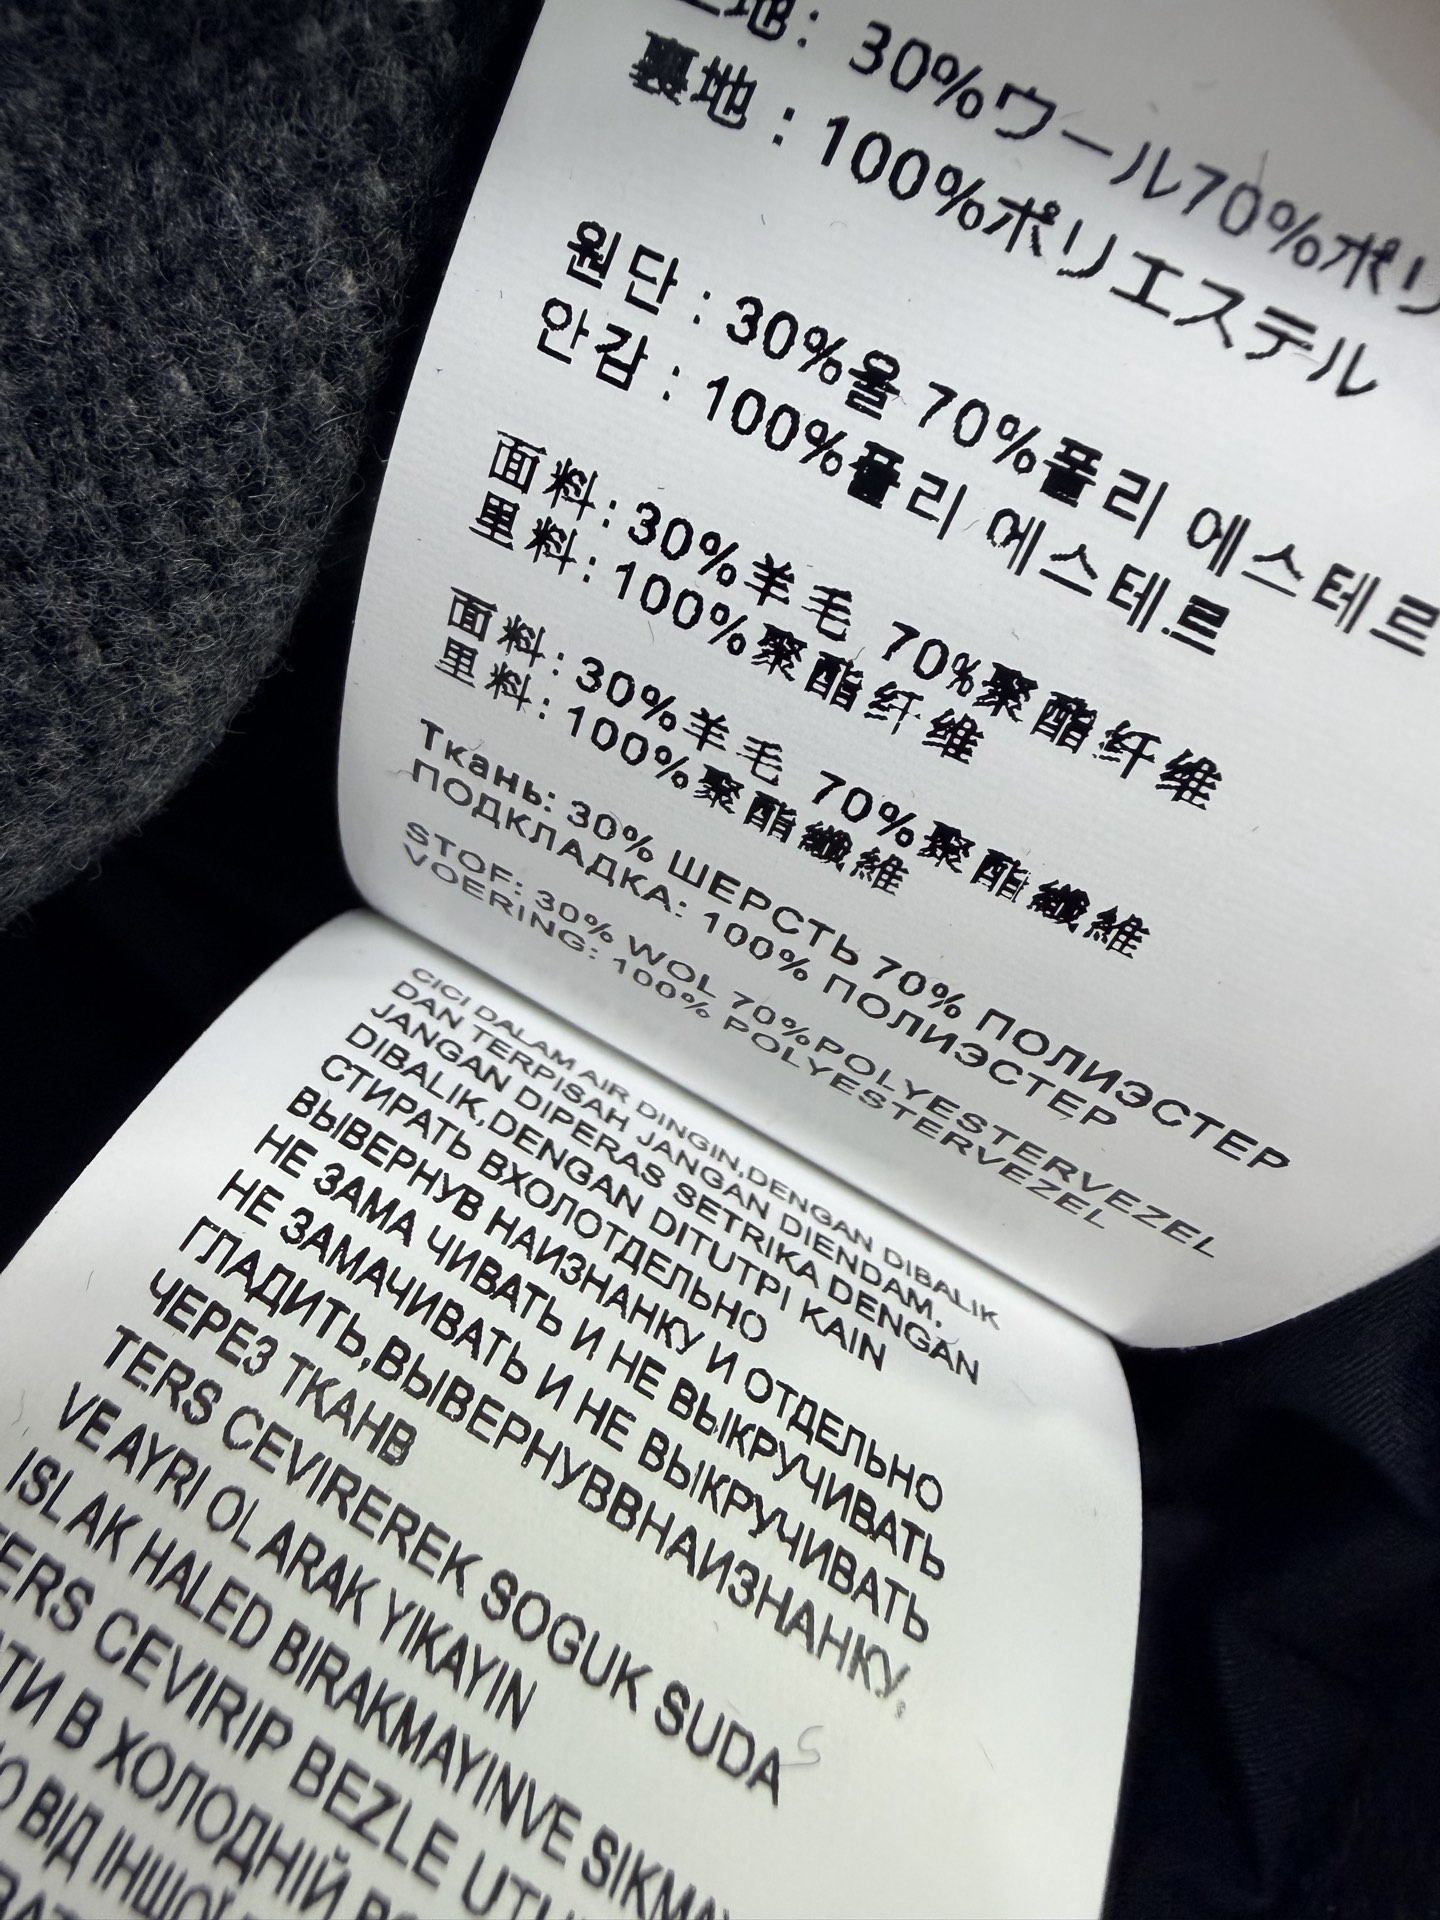 地: 30%ウール70%ポリ
裏地:100%ポリエステル
원단:30%울 70%폴리 에스테르
안감:100%폴리 에스테르
面料:30%羊毛 70%聚酯纤维
里料:100%聚酯纤维
面料:30%羊毛 70%聚酯纖維
里料:100%聚酯纖維
Ткань: 30% ШЕРСТЬ 70% ПОЛИЭСТЕР
ПОДКЛАДКА: 100% ПОЛИЭСТЕР
STOF: 30% WOL 70%POLYESTERVEZEL
VOERING: 100% POLYESTERVEZEL
CICI DALAM AIR DINGIN,DENGAN DIBALIK
DAN TERPISAH JANGAN DIENDAM.
JANGAN DIPERAS SETRIKA DENGAN
DIBALIK,DENGAN DITUTPI KAIN
СТИРАТЬ ВХОЛОТДЕЛЬНО
ВЫВЕРНУВ НАИЗНАНКУ И ОТДЕЛЬНО
НЕ ЗАМА ЧИВАТЬ И НЕ ВЫКРУЧИВАТЬ
НЕ ЗАМАЧИВАТЬ И НЕ ВЫКРУЧИВАТЬ
ГЛАДИТЬ,ВЫВЕРНУВВНАИЗНАНКУ.
ЧЕРЕЗ ТКАНВ
TERS CEVIREREK SOGUK SUDA
VE AYRI OLARAK YIKAYIN
ISLAK HALED BIRAKMAYINVE SIKMAY
ERS CEVIRIP BEZLE UTU
ТИ В ХОЛОДНІЙ
О ВІД ІНШОЇ